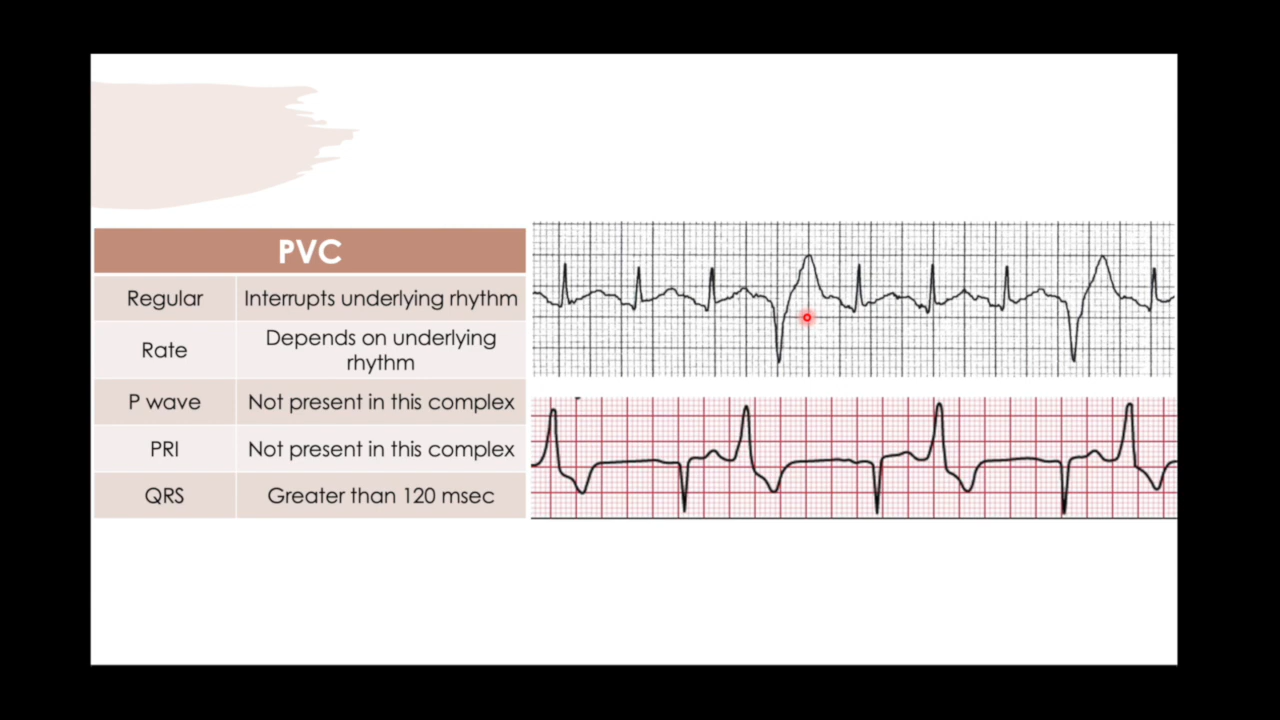 PVC
Regular
Interrupts underlying rhythm
Rate
Depends on underlying
rhythm
P wave
Not present in this complex
PRI
Not present in this complex
QRS
Greater than 120 msec